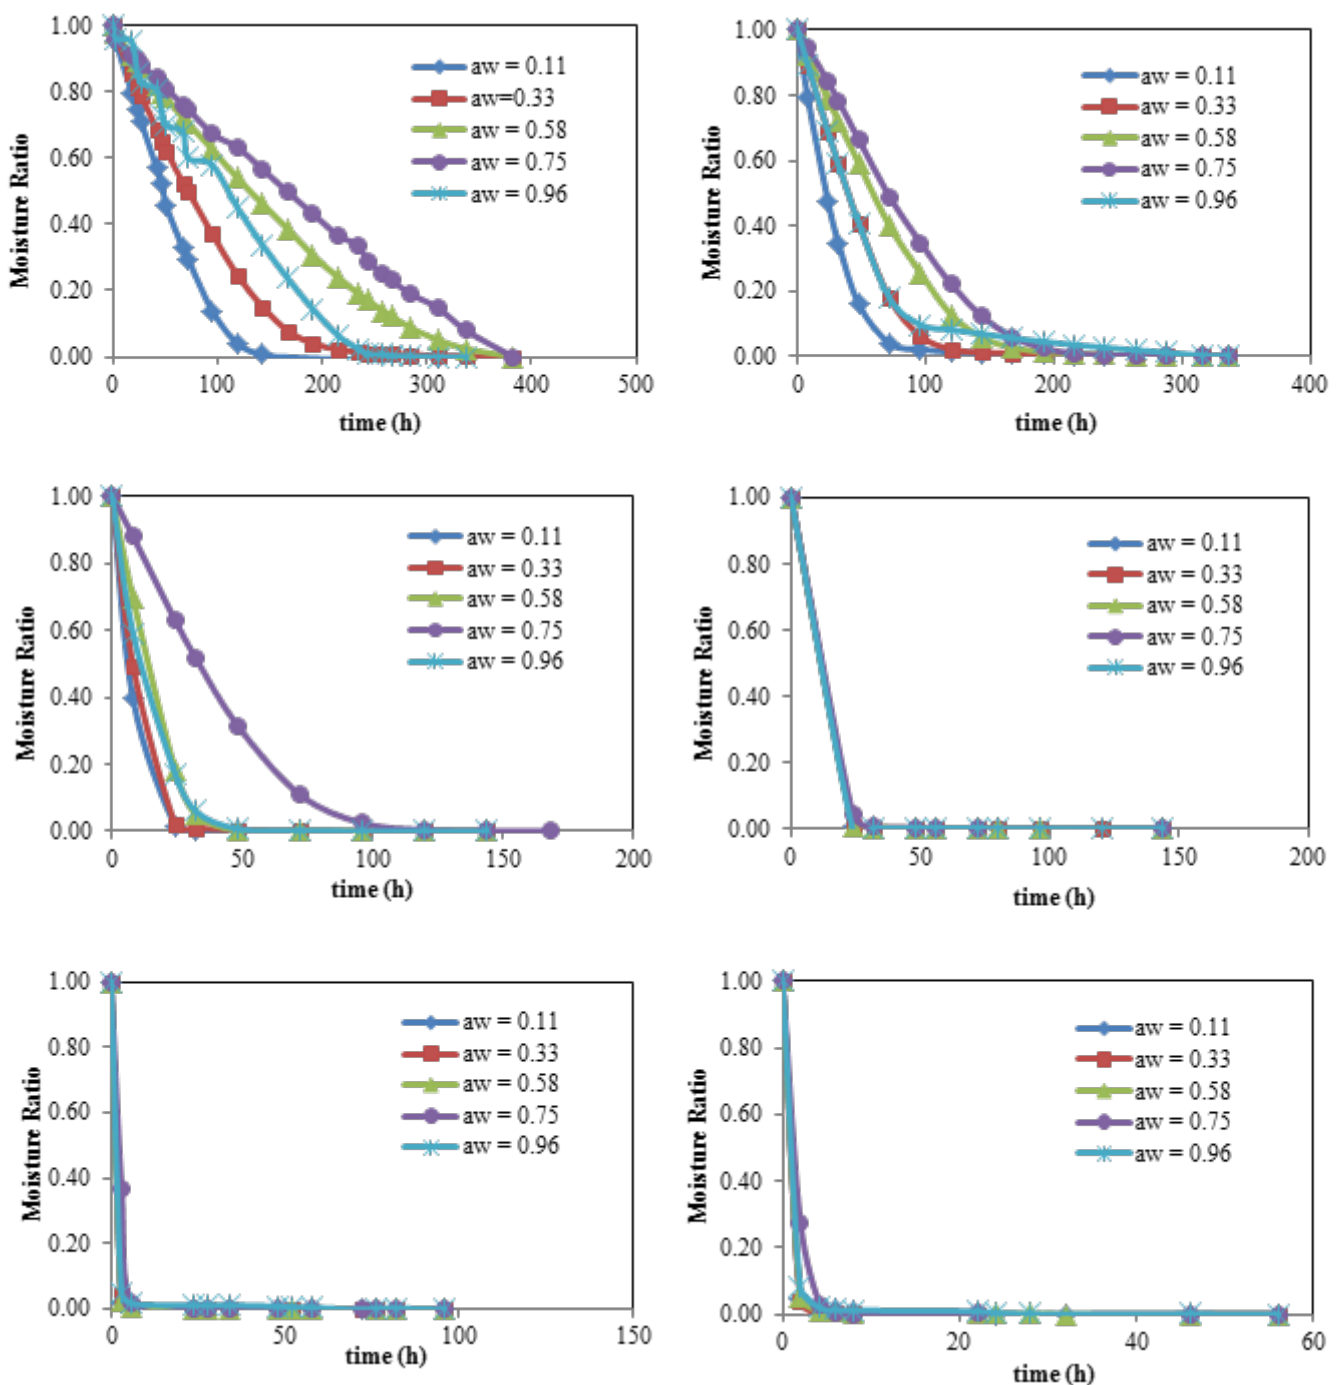 1.00
0.80
0.60
0.40
0.20
0.00
Moisture Ratio
aw = 0.11
aw=0.33
aw = 0.58
aw = 0.75
aw = 0.96
0 100 200 300 400 500
time (h)
1.00
0.80
0.60
0.40
0.20
0.00
Moisture Ratio
aw = 0.11
aw = 0.33
aw = 0.58
aw = 0.75
aw = 0.96
0 100 200 300 400
time (h)
1.00
0.80
0.60
0.40
0.20
0.00
Moisture Ratio
aw = 0.11
aw = 0.33
aw = 0.58
aw = 0.75
aw = 0.96
0 50 100 150 200
time (h)
1.00
0.80
0.60
0.40
0.20
0.00
Moisture Ratio
aw = 0.11
aw = 0.33
aw = 0.58
aw = 0.75
aw = 0.96
0 50 100 150 200
time (h)
1.00
0.80
0.60
0.40
0.20
0.00
Moisture Ratio
aw = 0.11
aw = 0.33
aw = 0.58
aw = 0.75
aw = 0.96
0 50 100 150
time (h)
1.00
0.80
0.60
0.40
0.20
0.00
Moisture Ratio
aw = 0.11
aw = 0.33
aw = 0.58
aw = 0.75
aw = 0.96
0 20 40 60
time (h)